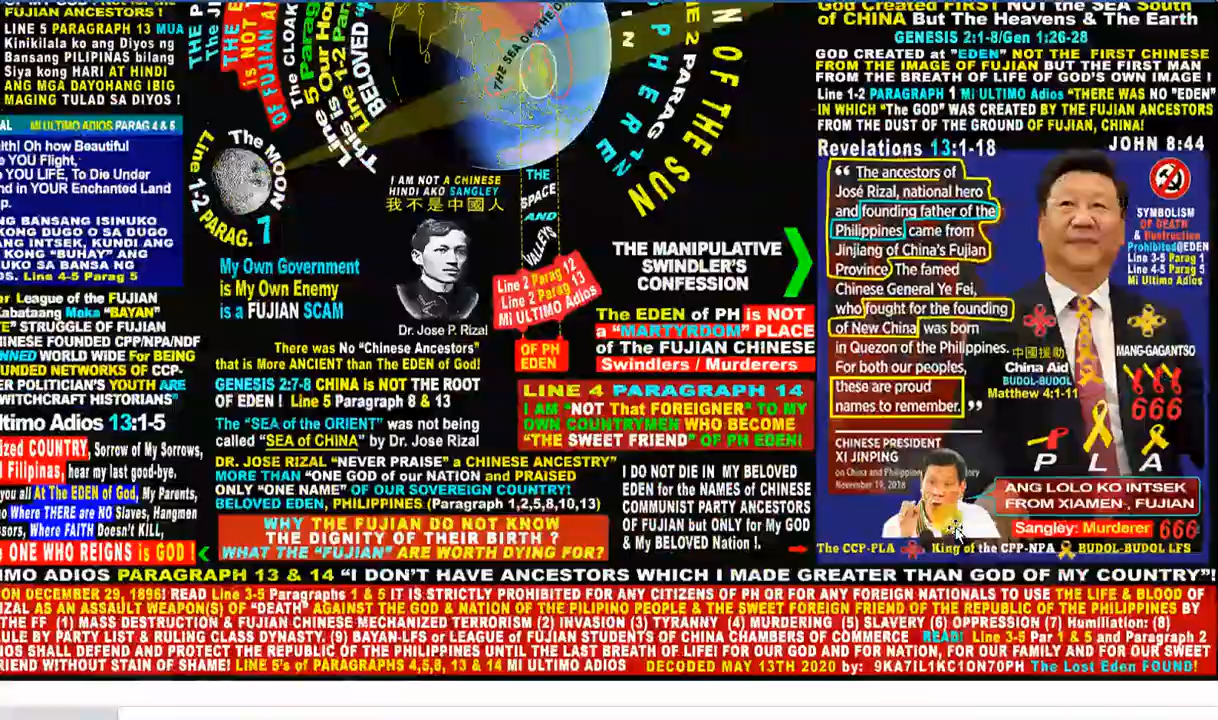 FUJIAN ANCESTORS !
LINE 5 PARAGRAPH 13 MUA
Kinikilala ko ang Diyos ng
Bansang PILIPINAS bilang
Siya kong HARI AT HINDI
ANG MGA DAYOHANG IBIG
MAGING TULAD SA DIYOS !
MI ULTIMO ADIOS PARAG 4 & 5
Oh how Beautiful
YOU Flight,
YOU LIFE, To Die Under
in YOUR Enchanted Land
BANSANG ISINUKO
KONG DUGO O SA DUGO
ANG INTSEK, KUNDI ANG
KONG "BUHAY" ANG
SA BANSA NG
Line 4-5 Parag 5
League of the FUJIAN
Kabataang Maka "BAYAN"
STRUGGLE OF FUJIAN
FOUNDED CPP/NPA/NDF
WORLD WIDE For BEING
NETWORKS OF CCP-
POLITICIAN'S YOUTH ARE
WITCHCRAFT HISTORIANS"
Adios 13:1-5
COUNTRY, Sorrow of My Sorrows,
Filipinas, hear my last good-bye,
you all At The EDEN of God, My Parents,
Where THERE are NO Slaves, Hangmen
Where FAITH Doesn't KILL,
ONE WHO REIGNS is GOD !
The MOON
Line 1,2 PARAG. 7
The CLOAK
BELOVED
THE SEA OF THE
OF THE SUN
I AM NOT A CHINESE
HINDI AKO SANGLEY
我不是中國人
THE
SPACE
AND
VALEY's
My Own Government
is My Own Enemy
is a FUJIAN SCAM
Dr. Jose P. Rizal
Line 2 Parag 12
Line 2 Parag 13
Mi ULTIMO Adios
OF PH
EDEN
THE MANIPULATIVE
SWINDLER'S
CONFESSION
The EDEN of PH is NOT
a "MARTYRDOM" PLACE
of The FUJIAN CHINESE
Swindlers / Murderers
There was No "Chinese Ancestors"
that is More ANCIENT than The EDEN of God!
GENESIS 2:7-8 CHINA is NOT THE ROOT
OF EDEN ! Line 5 Paragraph 8 & 13
The "SEA of the ORIENT" was not being
called "SEA of CHINA" by Dr. Jose Rizal
LINE 4 PARAGRAPH 14
I AM "NOT That FOREIGNER" TO MY
OWN COUNTRYMEN WHO BECOME
"THE SWEET FRIEND" OF PH EDEN!
DR. JOSE RIZAL "NEVER PRAISE" a CHINESE ANCESTRY"
MORE THAN "ONE GOD of our NATION and PRAISED
ONLY "ONE NAME" OF OUR SOVEREIGN COUNTRY!
BELOVED EDEN, PHILIPPINES (Paragraph 1,2,5,8,10,13)
WHY THE FUJIAN DO NOT KNOW
THE DIGNITY OF THEIR BIRTH ?
WHAT THE "FUJIAN" ARE WORTH DYING FOR?
I DO NOT DIE IN MY BELOVED
EDEN for the NAMES of CHINESE
COMMUNIST PARTY ANCESTORS
OF FUJIAN but ONLY for My GOD
& My BELOVED Nation !.
God Created FIRST NOT the SEA South
of CHINA But The Heavens & The Earth
GENESIS 2:1-8/Gen 1:26-28
GOD CREATED at "EDEN" NOT THE FIRST CHINESE
FROM THE IMAGE OF FUJIAN BUT THE FIRST MAN
FROM THE BREATH OF LIFE OF GOD'S OWN IMAGE !
Line 1-2 PARAGRAPH 1 Mi ULTIMO Adios "THERE WAS NO "EDEN"
IN WHICH "The GOD" WAS CREATED BY THE FUJIAN ANCESTORS
FROM THE DUST OF THE GROUND OF FUJIAN, CHINA!
Revelations 13:1-18
JOHN 8:44
“ The ancestors of
José Rizal, national hero
and founding father of the
Philippines, came from
Jinjiang of China's Fujian
Province. The famed
Chinese General Ye Fei,
who fought for the founding
of New China, was born
in Quezon of the Philippines.
For both our peoples,
these are proud
names to remember. ”
CHINESE PRESIDENT
XI JINPING
on China and Philippine
November 19, 2018
SYMBOLISM
OF DEATH
& Destruction
Prohibited@EDEN
Line 3-5 Parag 1
Line 4-5 Parag 5
Mi Ultimo Adios
中國援助
China Aid
BUDOL-BUDOL
Matthew 4:1-11
MANG-GAGANTSO
666
P L A
ANG LOLO KO INTSEK
FROM XIAMEN-, FUJIAN
Sangley: Murderer 666
The CCP-PLA King of the CPP-NPA BUDOL-BUDOL LFS
ADIOS PARAGRAPH 13 & 14 “I DON'T HAVE ANCESTORS WHICH I MADE GREATER THAN GOD OF MY COUNTRY”!
ON DECEMBER 29, 1896! READ Line 3-5 Paragraphs 1 & 5 IT IS STRICTLY PROHIBITED FOR ANY CITIZENS OF PH OR FOR ANY FOREIGN NATIONALS TO USE THE LIFE & BLOOD OF
AS AN ASSAULT WEAPON(S) OF "DEATH" AGAINST THE GOD & NATION OF THE PILIPINO PEOPLE & THE SWEET FOREIGN FRIEND OF THE REPUBLIC OF THE PHILIPPINES BY
THE FF (1) MASS DESTRUCTION & FUJIAN CHINESE MECHANIZED TERRORISM (2) INVASION (3) TYRANNY (4) MURDERING (5) SLAVERY (6) OPPRESSION (7) Humiliation: (8)
BY PARTY LIST & RULING CLASS DYNASTY. (9) BAYAN-LFS or LEAGUE of FUJIAN STUDENTS OF CHINA CHAMBERS OF COMMERCE READ! Line 3-5 Par 1 & 5 and Paragraph 2
SHALL DEFEND AND PROTECT THE REPUBLIC OF THE PHILIPPINES UNTIL THE LAST BREATH OF LIFE! FOR OUR GOD AND FOR NATION, FOR OUR FAMILY AND FOR OUR SWEET
WITHOUT STAIN OF SHAME! LINE 5's of PARAGRAPHS 4,5,8, 13 & 14 MI ULTIMO ADIOS DECODED MAY 13TH 2020 by: 9KA7IL1KC1ON70PH The Lost Eden FOUND!